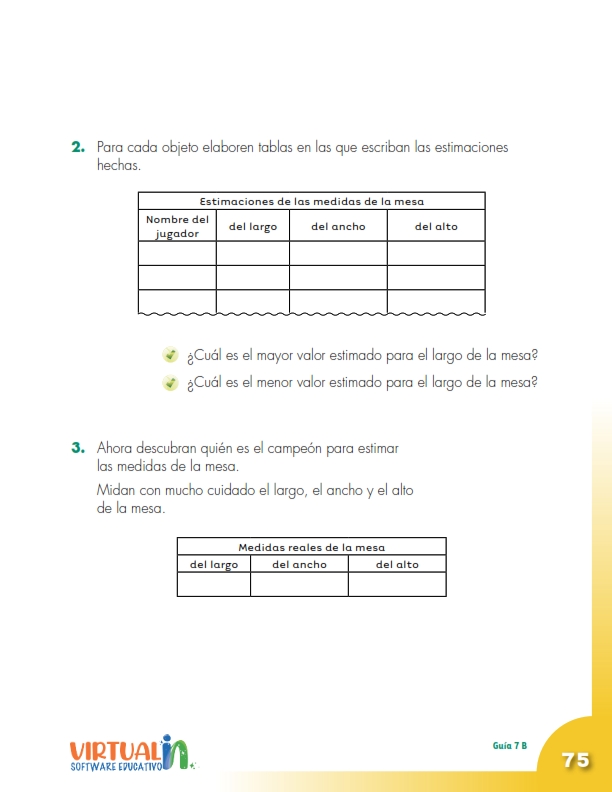 2. Para cada objeto elaboren tablas en las que escriban las estimaciones
hechas.
Estimaciones de las medidas de la mesa
Nombre del jugador del largo del ancho del alto
¿Cuál es el mayor valor estimado para el largo de la mesa?
¿Cuál es el menor valor estimado para el largo de la mesa?
3. Ahora descubran quién es el campeón para estimar
las medidas de la mesa.
Midan con mucho cuidado el largo, el ancho y el alto
de la mesa.
Medidas reales de la mesa
del largo del ancho del alto
VIRTUALIN
SOFTWARE EDUCATIVO
Guía 7 B
75